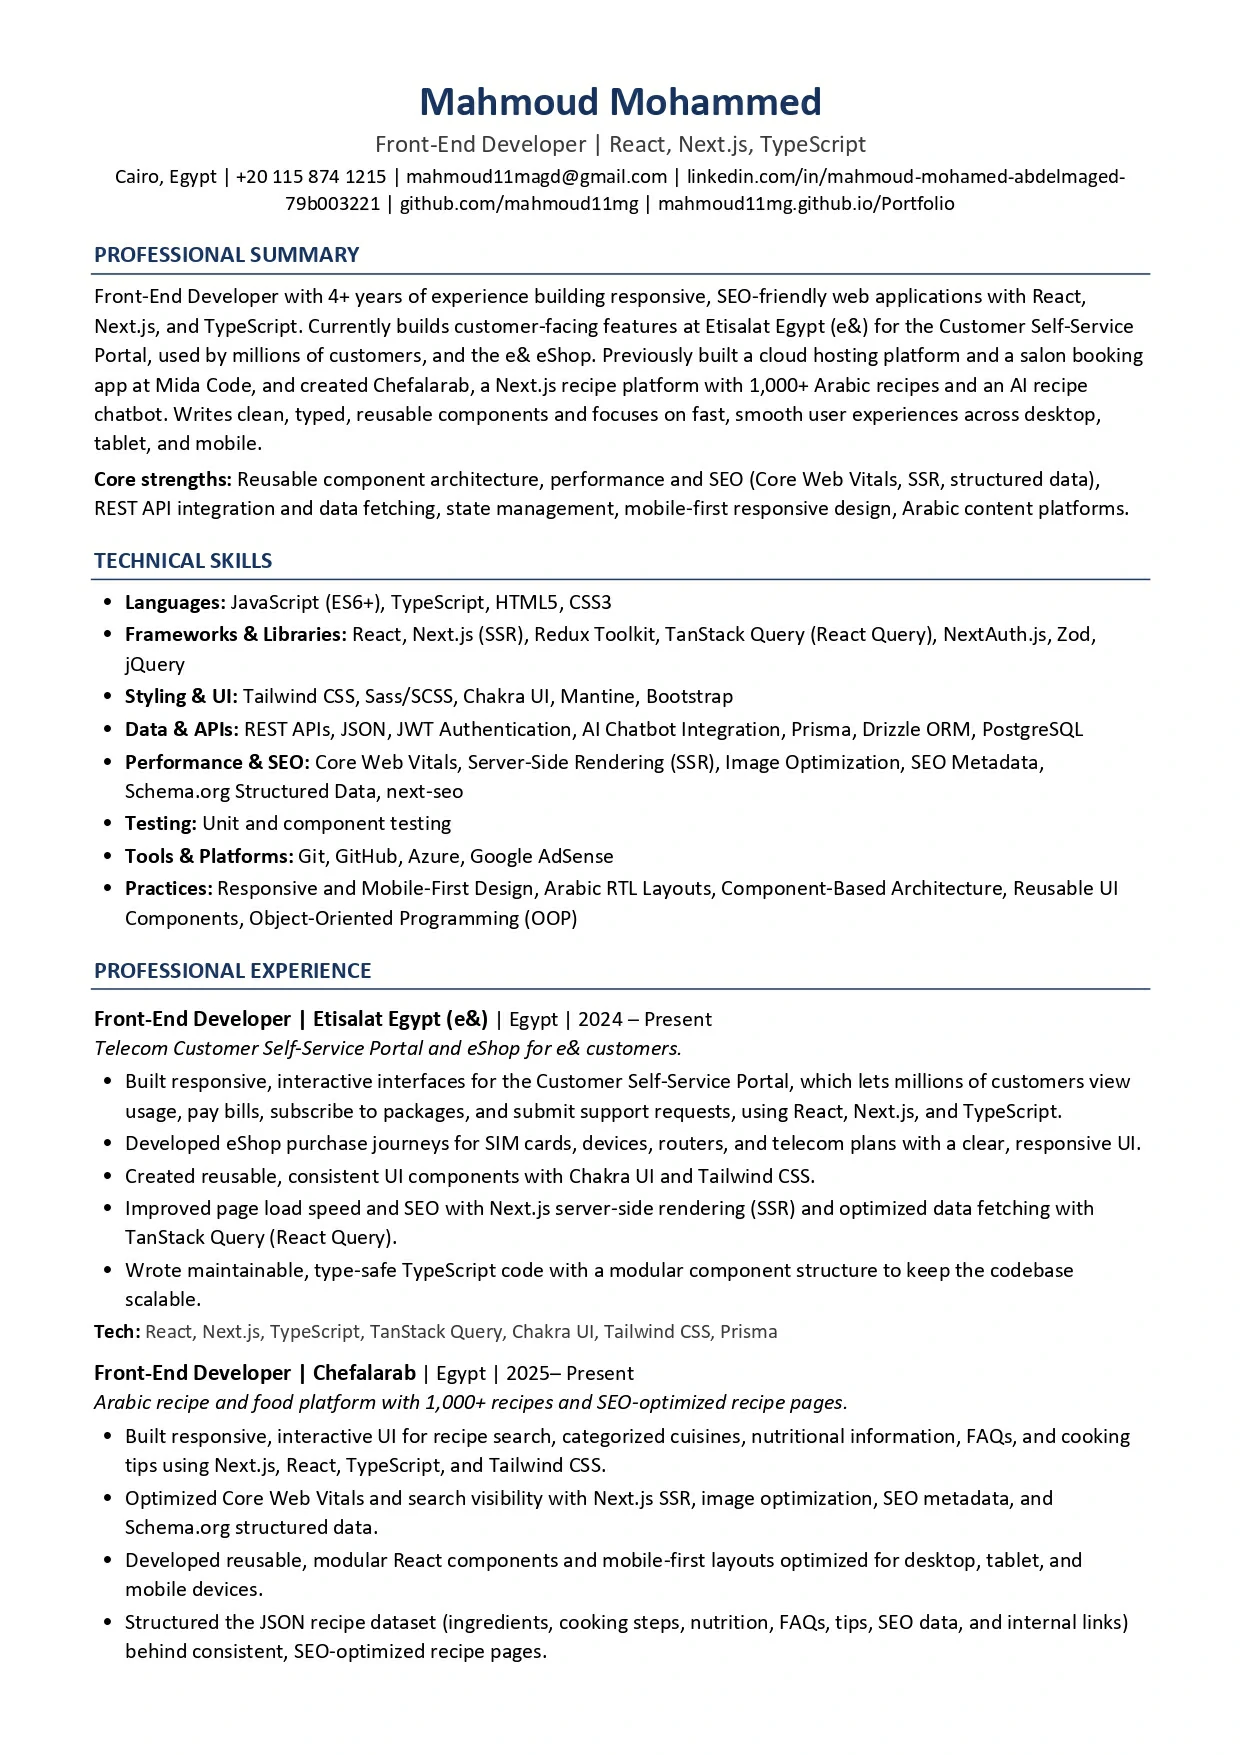 Mahmoud Mohammed
Front-End Developer | React, Next.js, TypeScript
Cairo, Egypt | +20 115 874 1215 | mahmoud11magd@gmail.com | linkedin.com/in/mahmoud-mohamed-abdelmaged-
79b003221 | github.com/mahmoud11mg | mahmoud11mg.github.io/Portfolio
PROFESSIONAL SUMMARY
Front-End Developer with 4+ years of experience building responsive, SEO-friendly web applications with React,
Next.js, and TypeScript. Currently builds customer-facing features at Etisalat Egypt (e&) for the Customer Self-Service
Portal, used by millions of customers, and the e& eShop. Previously built a cloud hosting platform and a salon booking
app at Mida Code, and created Chefalarab, a Next.js recipe platform with 1,000+ Arabic recipes and an AI recipe
chatbot. Writes clean, typed, reusable components and focuses on fast, smooth user experiences across desktop,
tablet, and mobile.
Core strengths: Reusable component architecture, performance and SEO (Core Web Vitals, SSR, structured data),
REST API integration and data fetching, state management, mobile-first responsive design, Arabic content platforms.
TECHNICAL SKILLS
• Languages: JavaScript (ES6+), TypeScript, HTML5, CSS3
• Frameworks & Libraries: React, Next.js (SSR), Redux Toolkit, TanStack Query (React Query), NextAuth.js, Zod,
jQuery
• Styling & UI: Tailwind CSS, Sass/SCSS, Chakra UI, Mantine, Bootstrap
• Data & APIs: REST APIs, JSON, JWT Authentication, AI Chatbot Integration, Prisma, Drizzle ORM, PostgreSQL
• Performance & SEO: Core Web Vitals, Server-Side Rendering (SSR), Image Optimization, SEO Metadata,
Schema.org Structured Data, next-seo
• Testing: Unit and component testing
• Tools & Platforms: Git, GitHub, Azure, Google AdSense
• Practices: Responsive and Mobile-First Design, Arabic RTL Layouts, Component-Based Architecture, Reusable UI
Components, Object-Oriented Programming (OOP)
PROFESSIONAL EXPERIENCE
Front-End Developer | Etisalat Egypt (e&) | Egypt | 2024 – Present
Telecom Customer Self-Service Portal and eShop for e& customers.
• Built responsive, interactive interfaces for the Customer Self-Service Portal, which lets millions of customers view
usage, pay bills, subscribe to packages, and submit support requests, using React, Next.js, and TypeScript.
• Developed eShop purchase journeys for SIM cards, devices, routers, and telecom plans with a clear, responsive UI.
• Created reusable, consistent UI components with Chakra UI and Tailwind CSS.
• Improved page load speed and SEO with Next.js server-side rendering (SSR) and optimized data fetching with
TanStack Query (React Query).
• Wrote maintainable, type-safe TypeScript code with a modular component structure to keep the codebase
scalable.
Tech: React, Next.js, TypeScript, TanStack Query, Chakra UI, Tailwind CSS, Prisma
Front-End Developer | Chefalarab | Egypt | 2025– Present
Arabic recipe and food platform with 1,000+ recipes and SEO-optimized recipe pages.
• Built responsive, interactive UI for recipe search, categorized cuisines, nutritional information, FAQs, and cooking
tips using Next.js, React, TypeScript, and Tailwind CSS.
• Optimized Core Web Vitals and search visibility with Next.js SSR, image optimization, SEO metadata, and
Schema.org structured data.
• Developed reusable, modular React components and mobile-first layouts optimized for desktop, tablet, and
mobile devices.
• Structured the JSON recipe dataset (ingredients, cooking steps, nutrition, FAQs, tips, SEO data, and internal links)
behind consistent, SEO-optimized recipe pages.